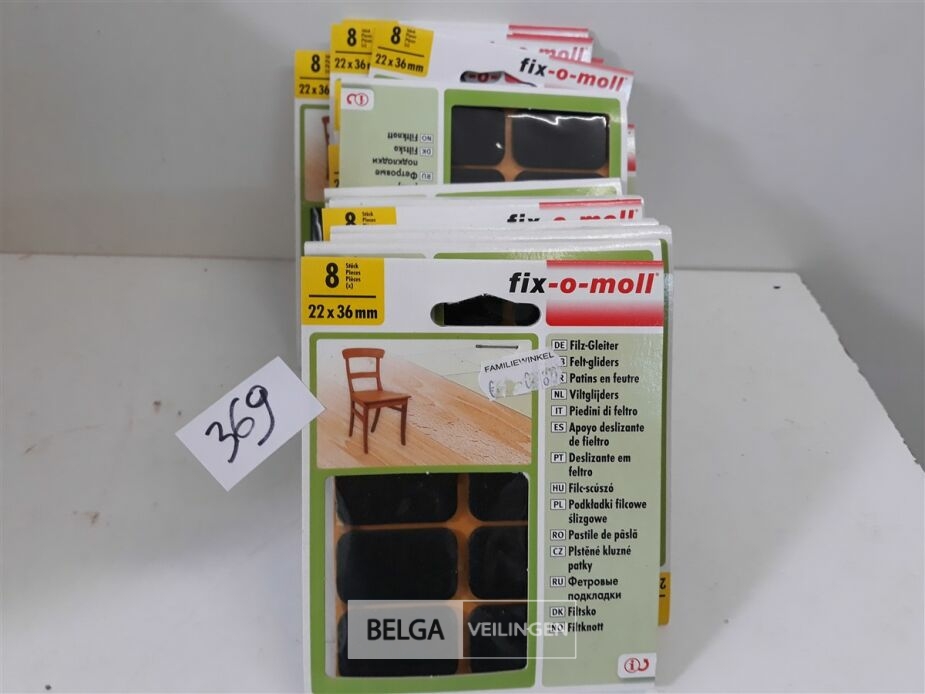 8
22 x 36 mm
8
22 x 36
8
22 x 36 mm
fix-o-moll
NO Filtknott
DK Filtsko
подкладки
RU Фетровые
8
Stück
Pieces
fix-o-moll
8
Stück
Pieces
Pièces
(x)
22 x 36 mm
fix-o-moll
FAMILIEWINKEL
DE Filz-Gleiter
Felt-gliders
Patins en feutre
NL Viltglijders
IT Piedini di feltro
ES Apoyo deslizante
de fieltro
PT Deslizante em
feltro
HU Filc-scúszó
PL Podkładki filcowe
ślizgowe
RO Pastile de pâslă
CZ Plstěné kluzné
patky
RU Фетровые
подкладки
DK Filtsko
NO Filtknott
369
BELGA VEILINGEN